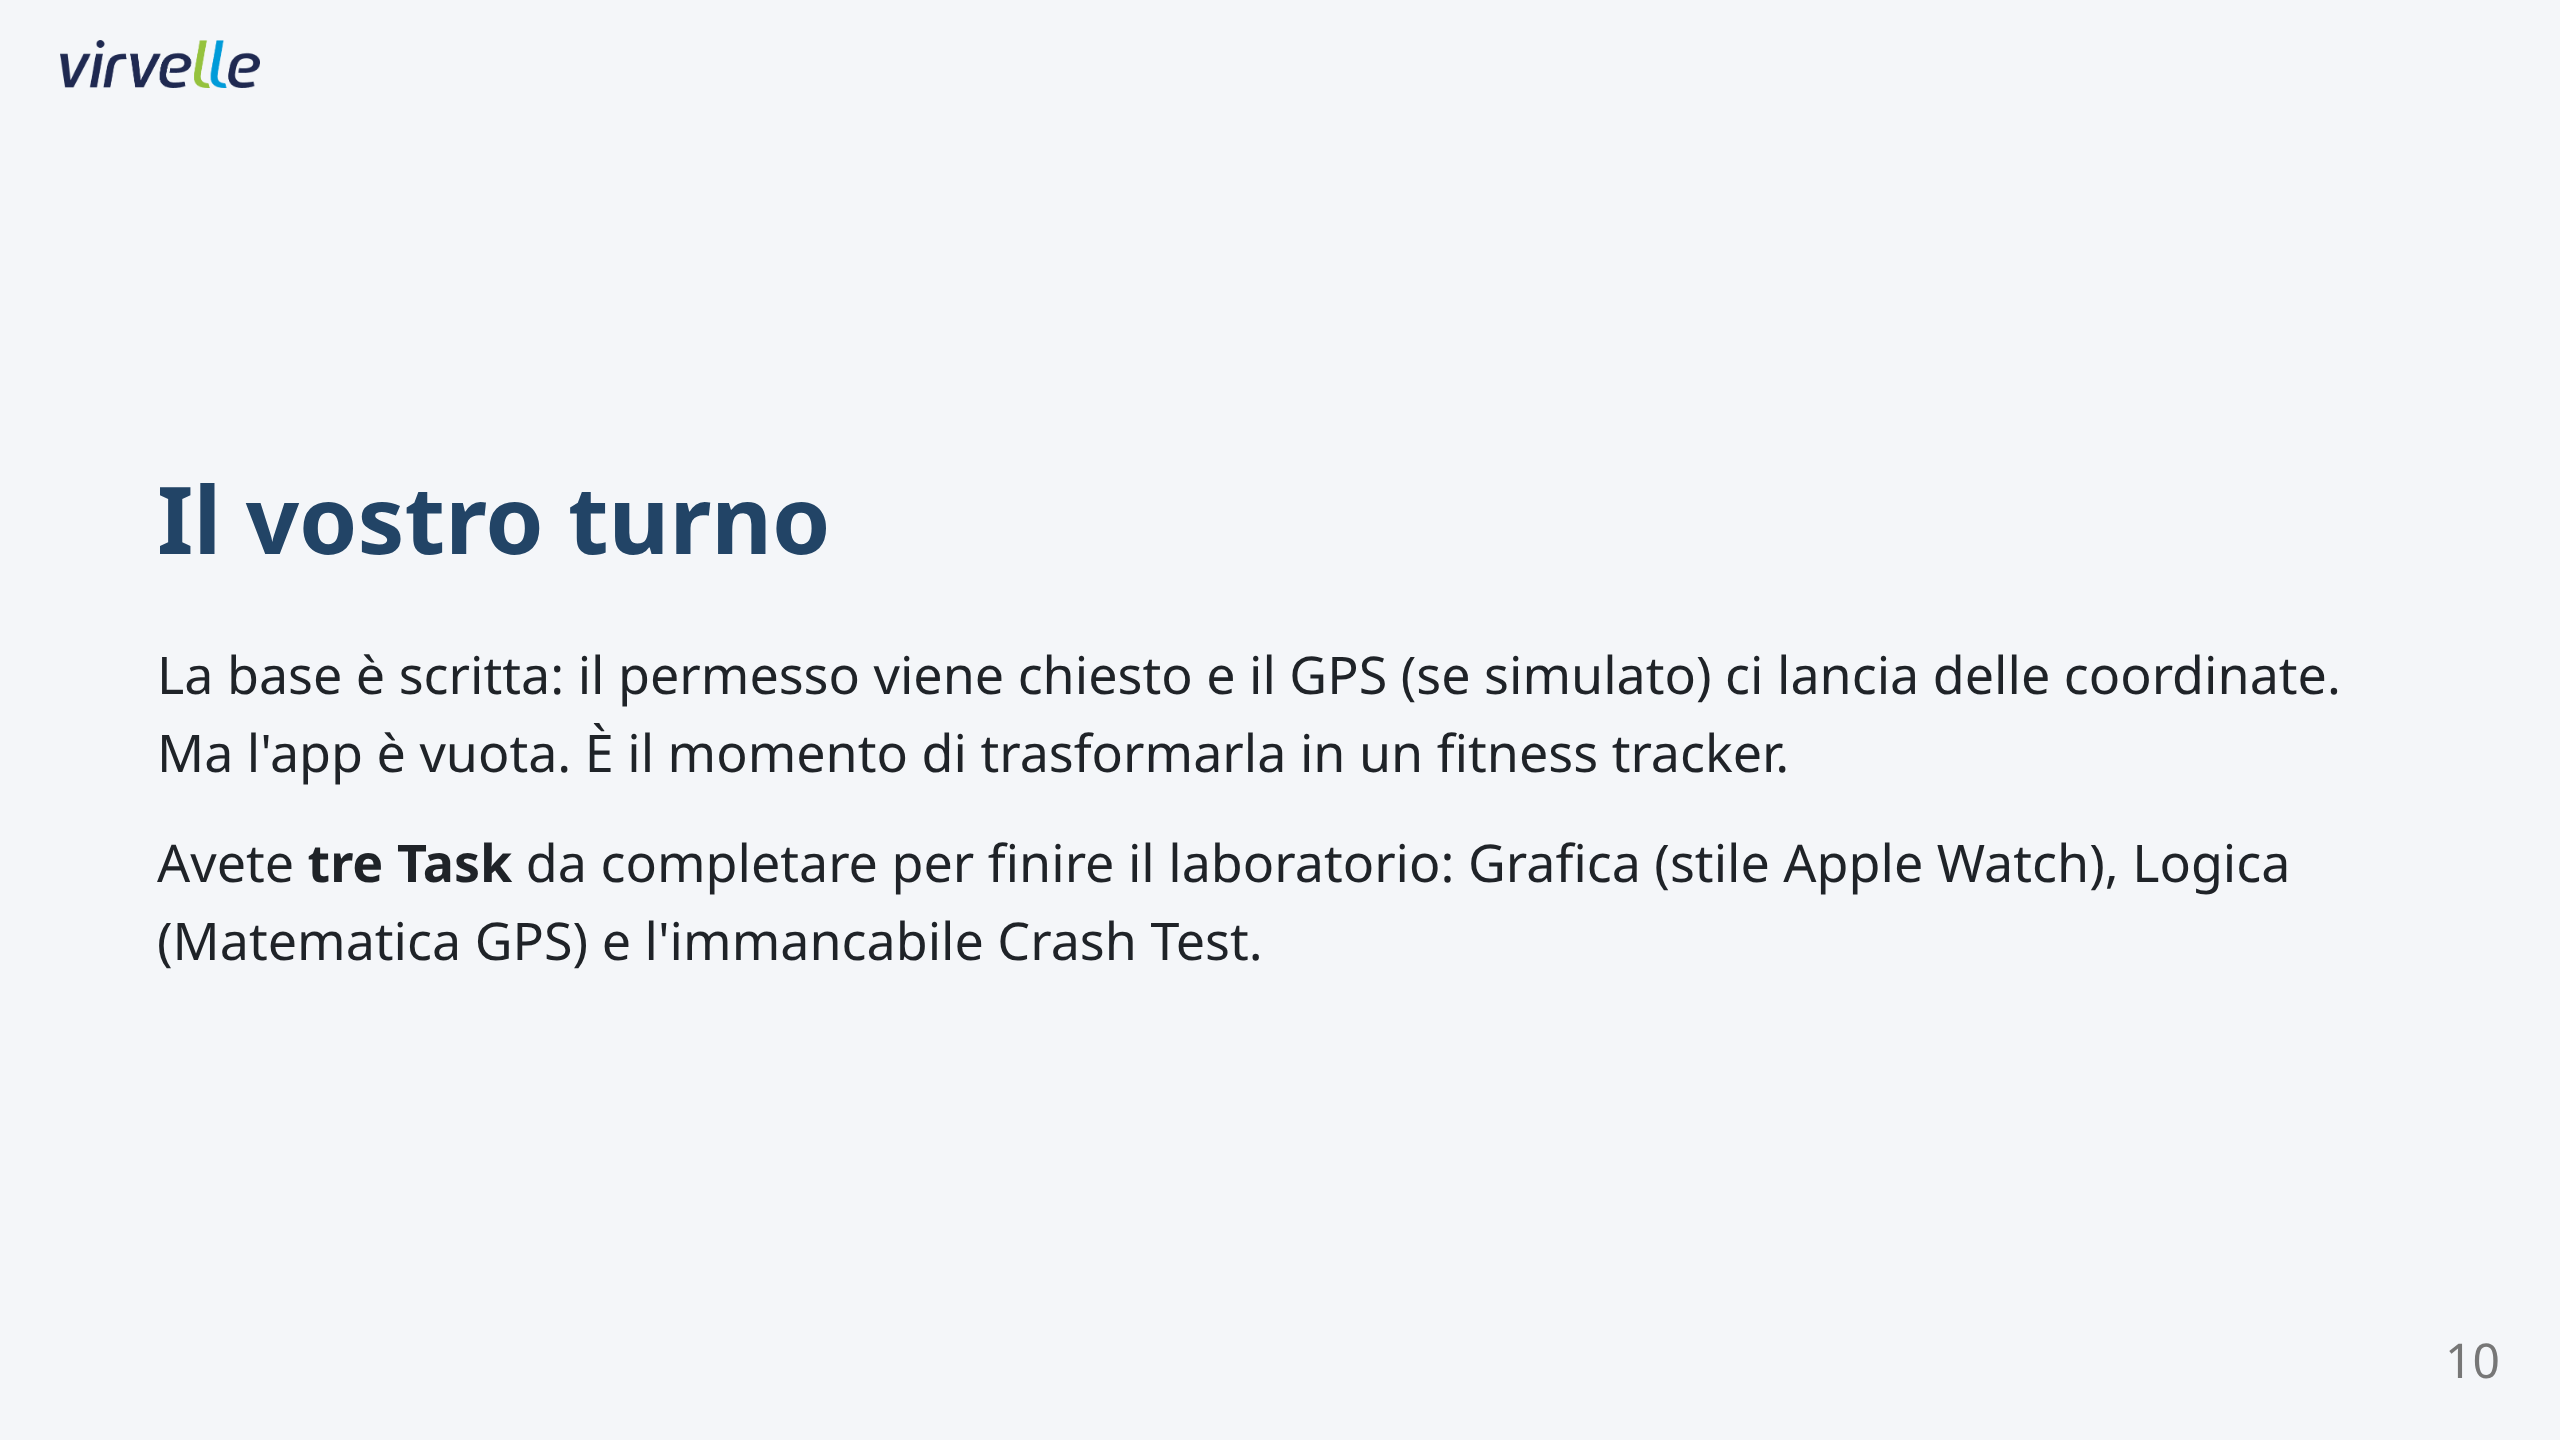 virvelle
Il vostro turno
La base è scritta: il permesso viene chiesto e il GPS (se simulato) ci lancia delle coordinate.
Ma l'app è vuota. È il momento di trasformarla in un fitness tracker.
Avete tre Task da completare per finire il laboratorio: Grafica (stile Apple Watch), Logica
(Matematica GPS) e l'immancabile Crash Test.
10